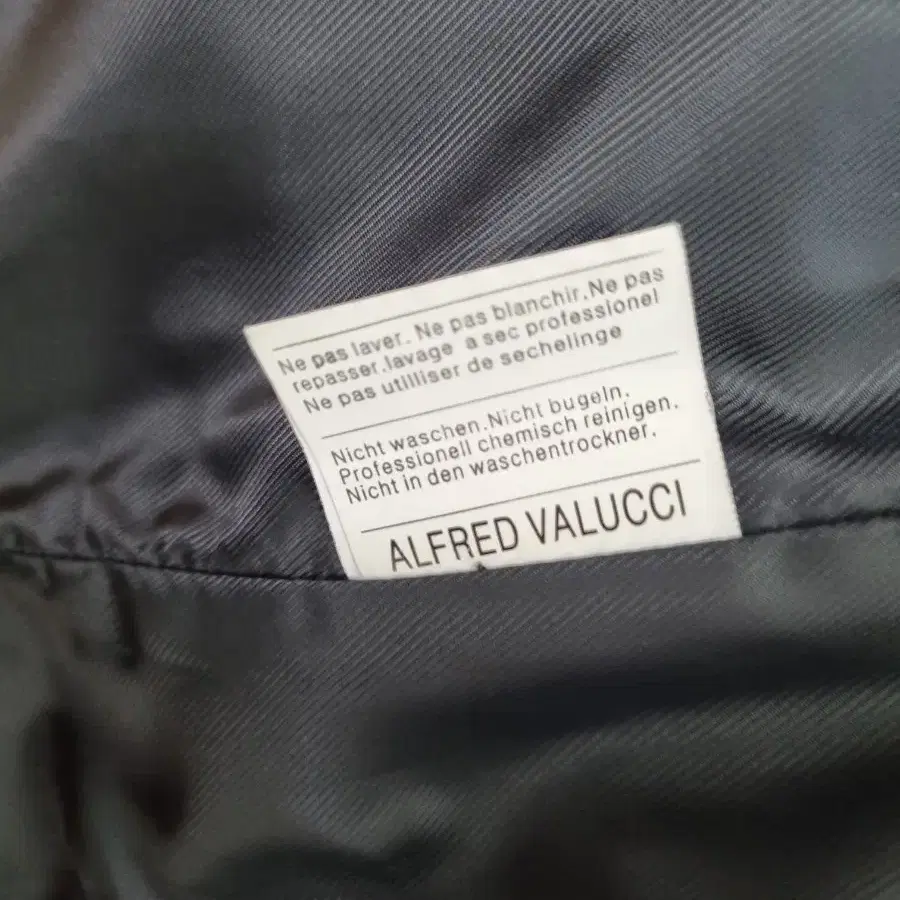 Ne pas laver. Ne pas blanchir.Ne pas
repasser.lavage a sec professionel
Ne pas utilliser de sechelinge
Nicht waschen.Nicht bugeln.
Professionell chemisch reinigen.
Nicht in den waschentrockner.
ALFRED VALUCCI